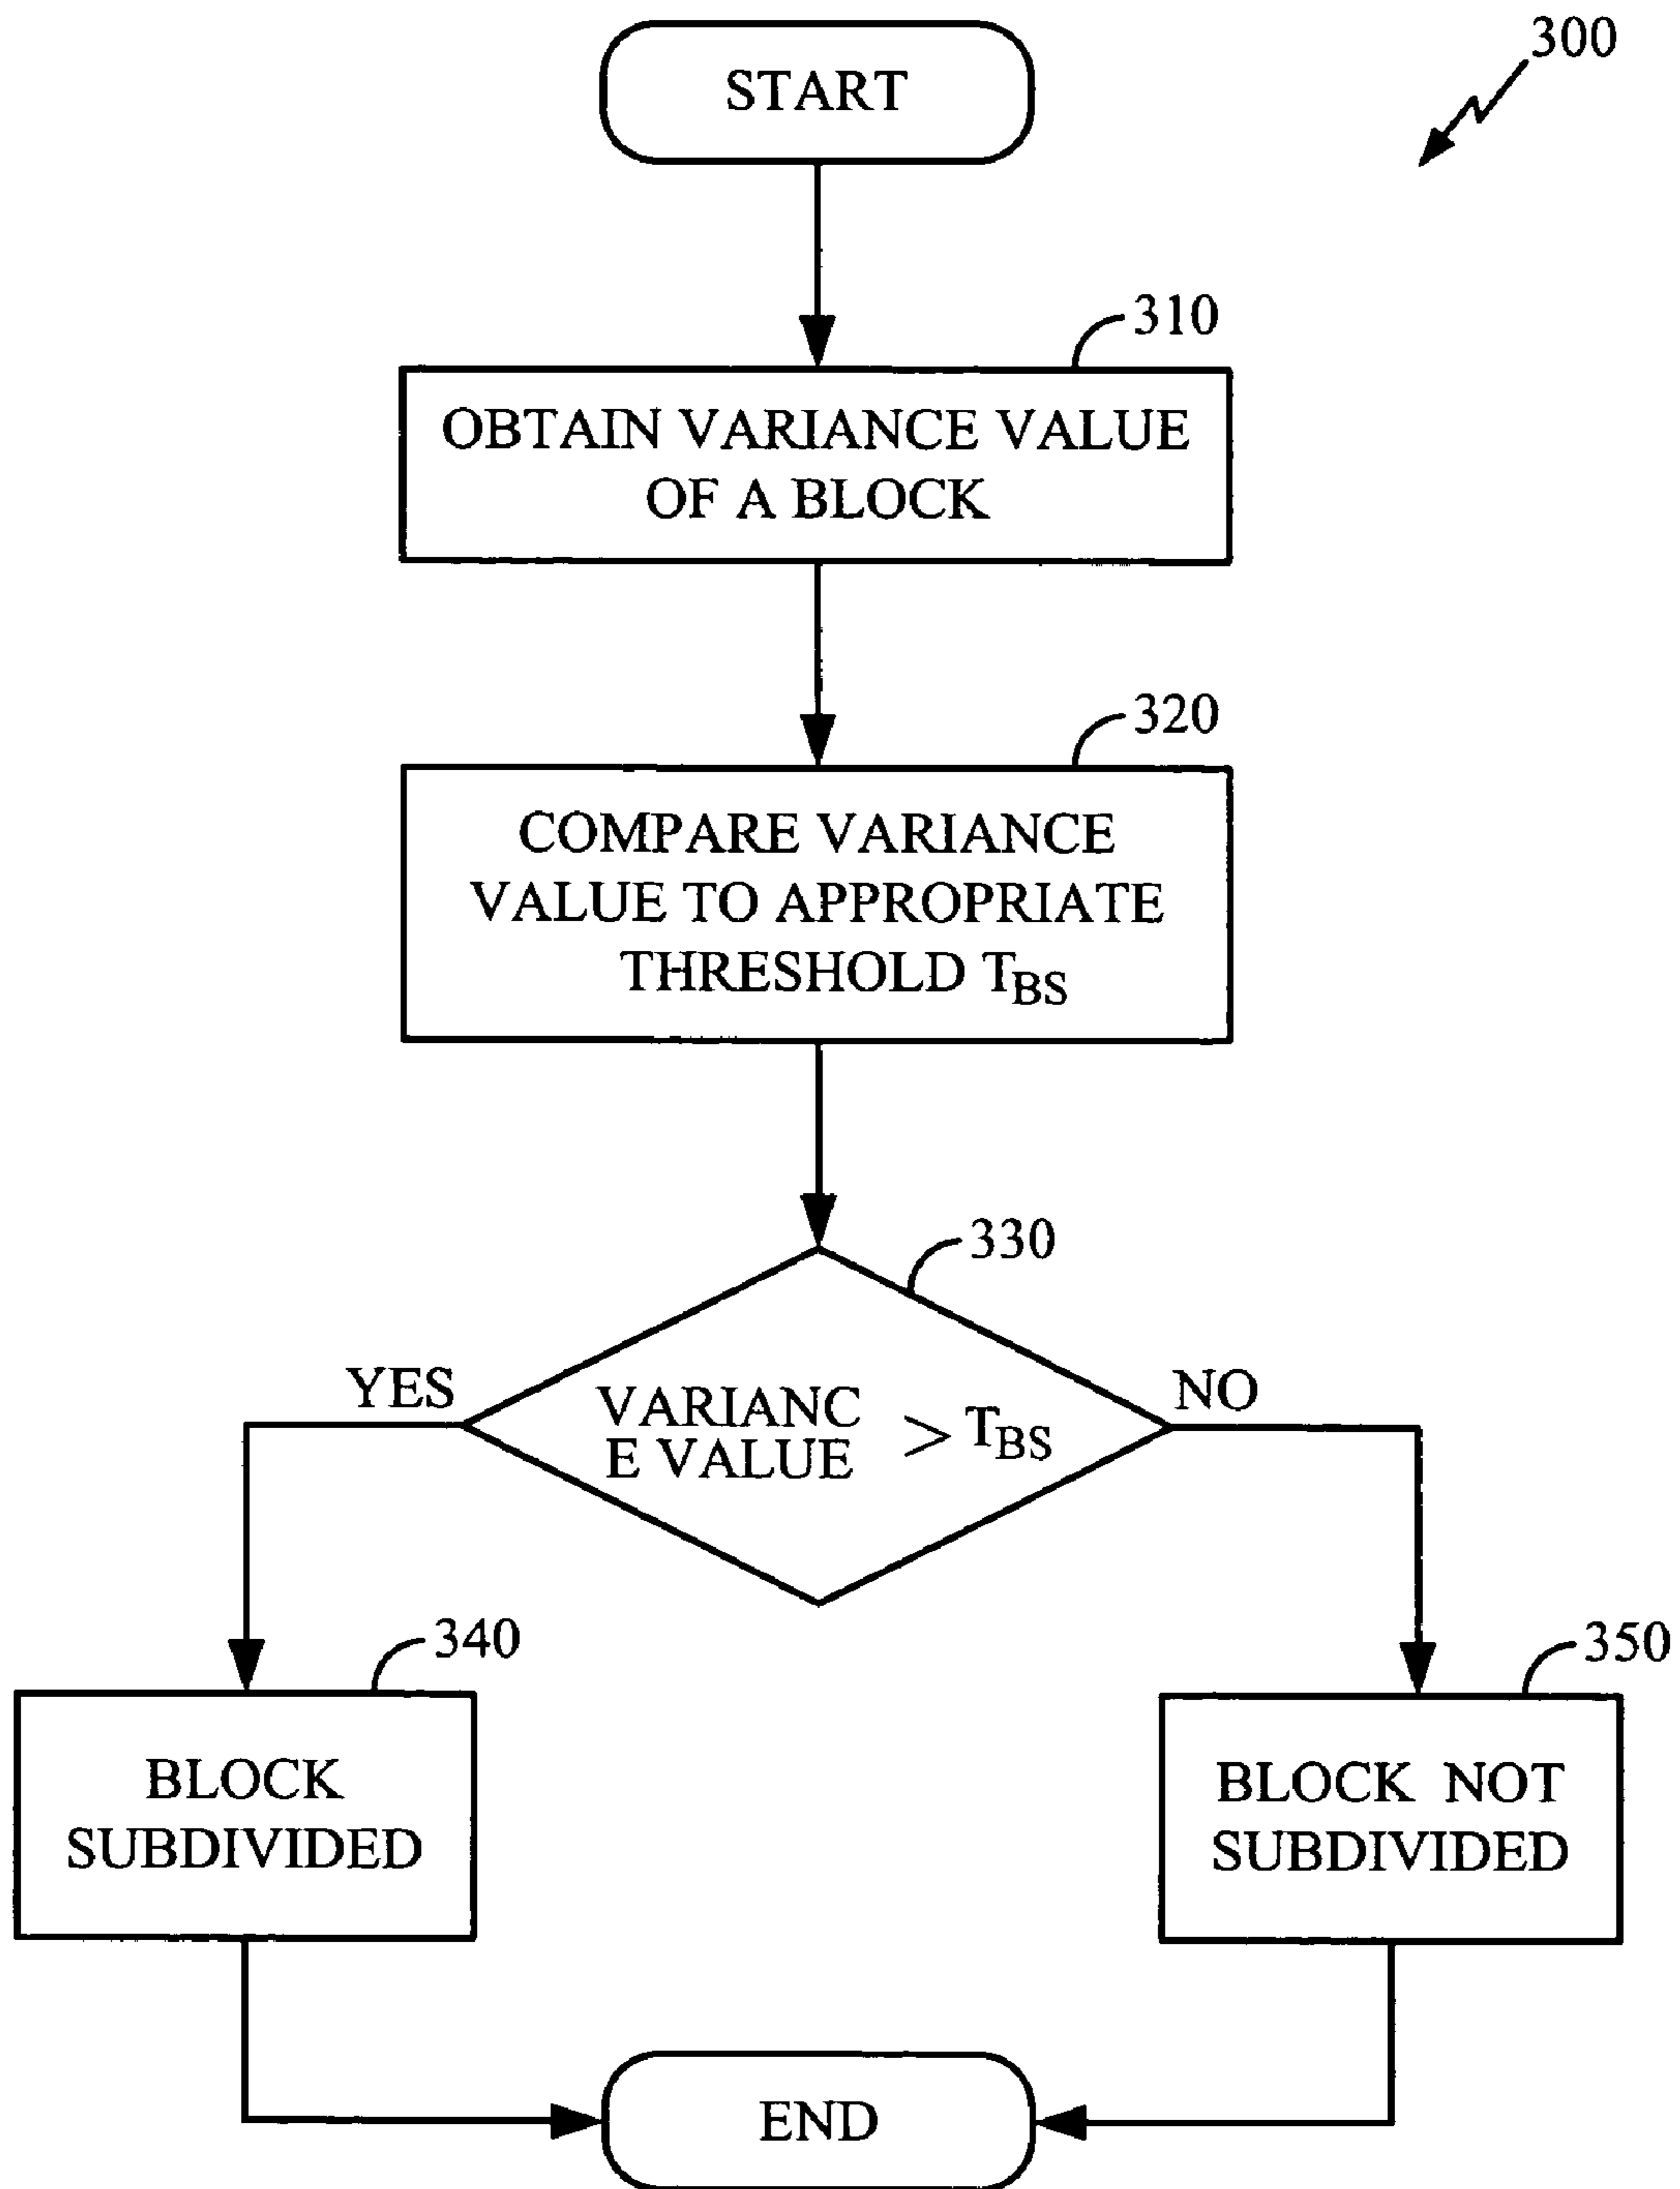 300
START
310
OBTAIN VARIANCE VALUE
OF A BLOCK
320
COMPARE VARIANCE
VALUE TO APPROPRIATE
THRESHOLD TBS
330
YES
NO
VARIANC
E VALUE > TBS
340
350
BLOCK
SUBDIVIDED
BLOCK NOT
SUBDIVIDED
END